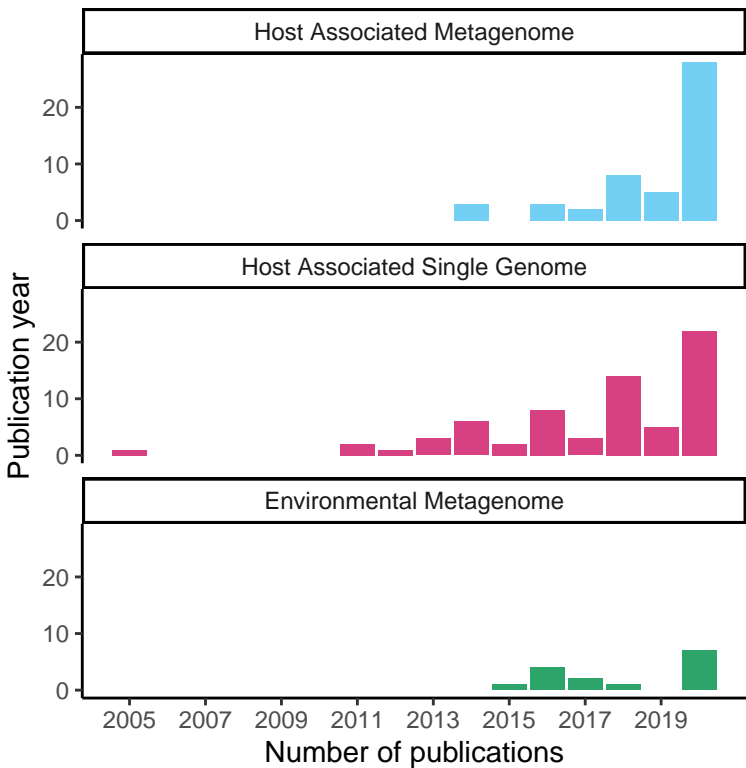 Host Associated Metagenome
20
10
0
Host Associated Single Genome
20
10
0
Environmental Metagenome
20
10
0
2005 2007 2009 2011 2013 2015 2017 2019
Number of publications
Publication year